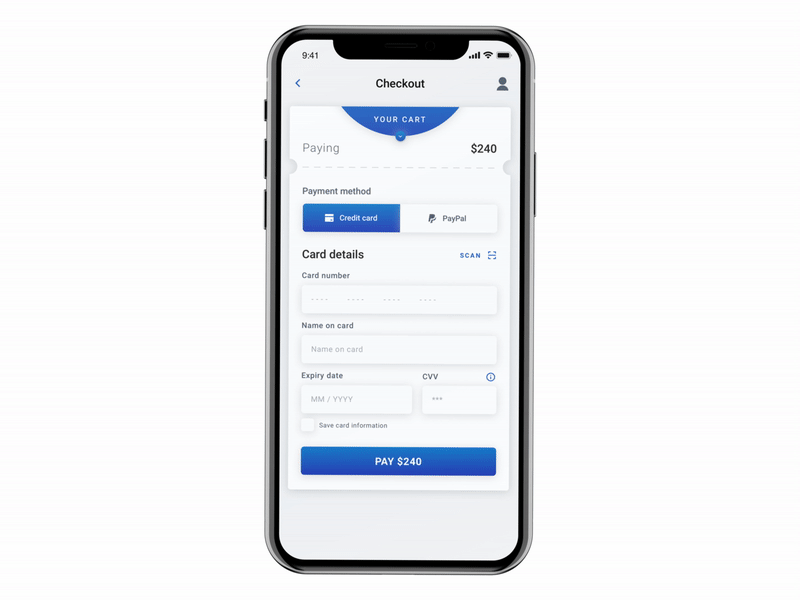 9:41
Checkout
YOUR CART
Paying $240
Payment method
Credit card PayPal
Card details SCAN
Card number
---- ---- ---- ----
Name on card
Name on card
Expiry date CVV
MM / YYYY ***
Save card information
PAY $240